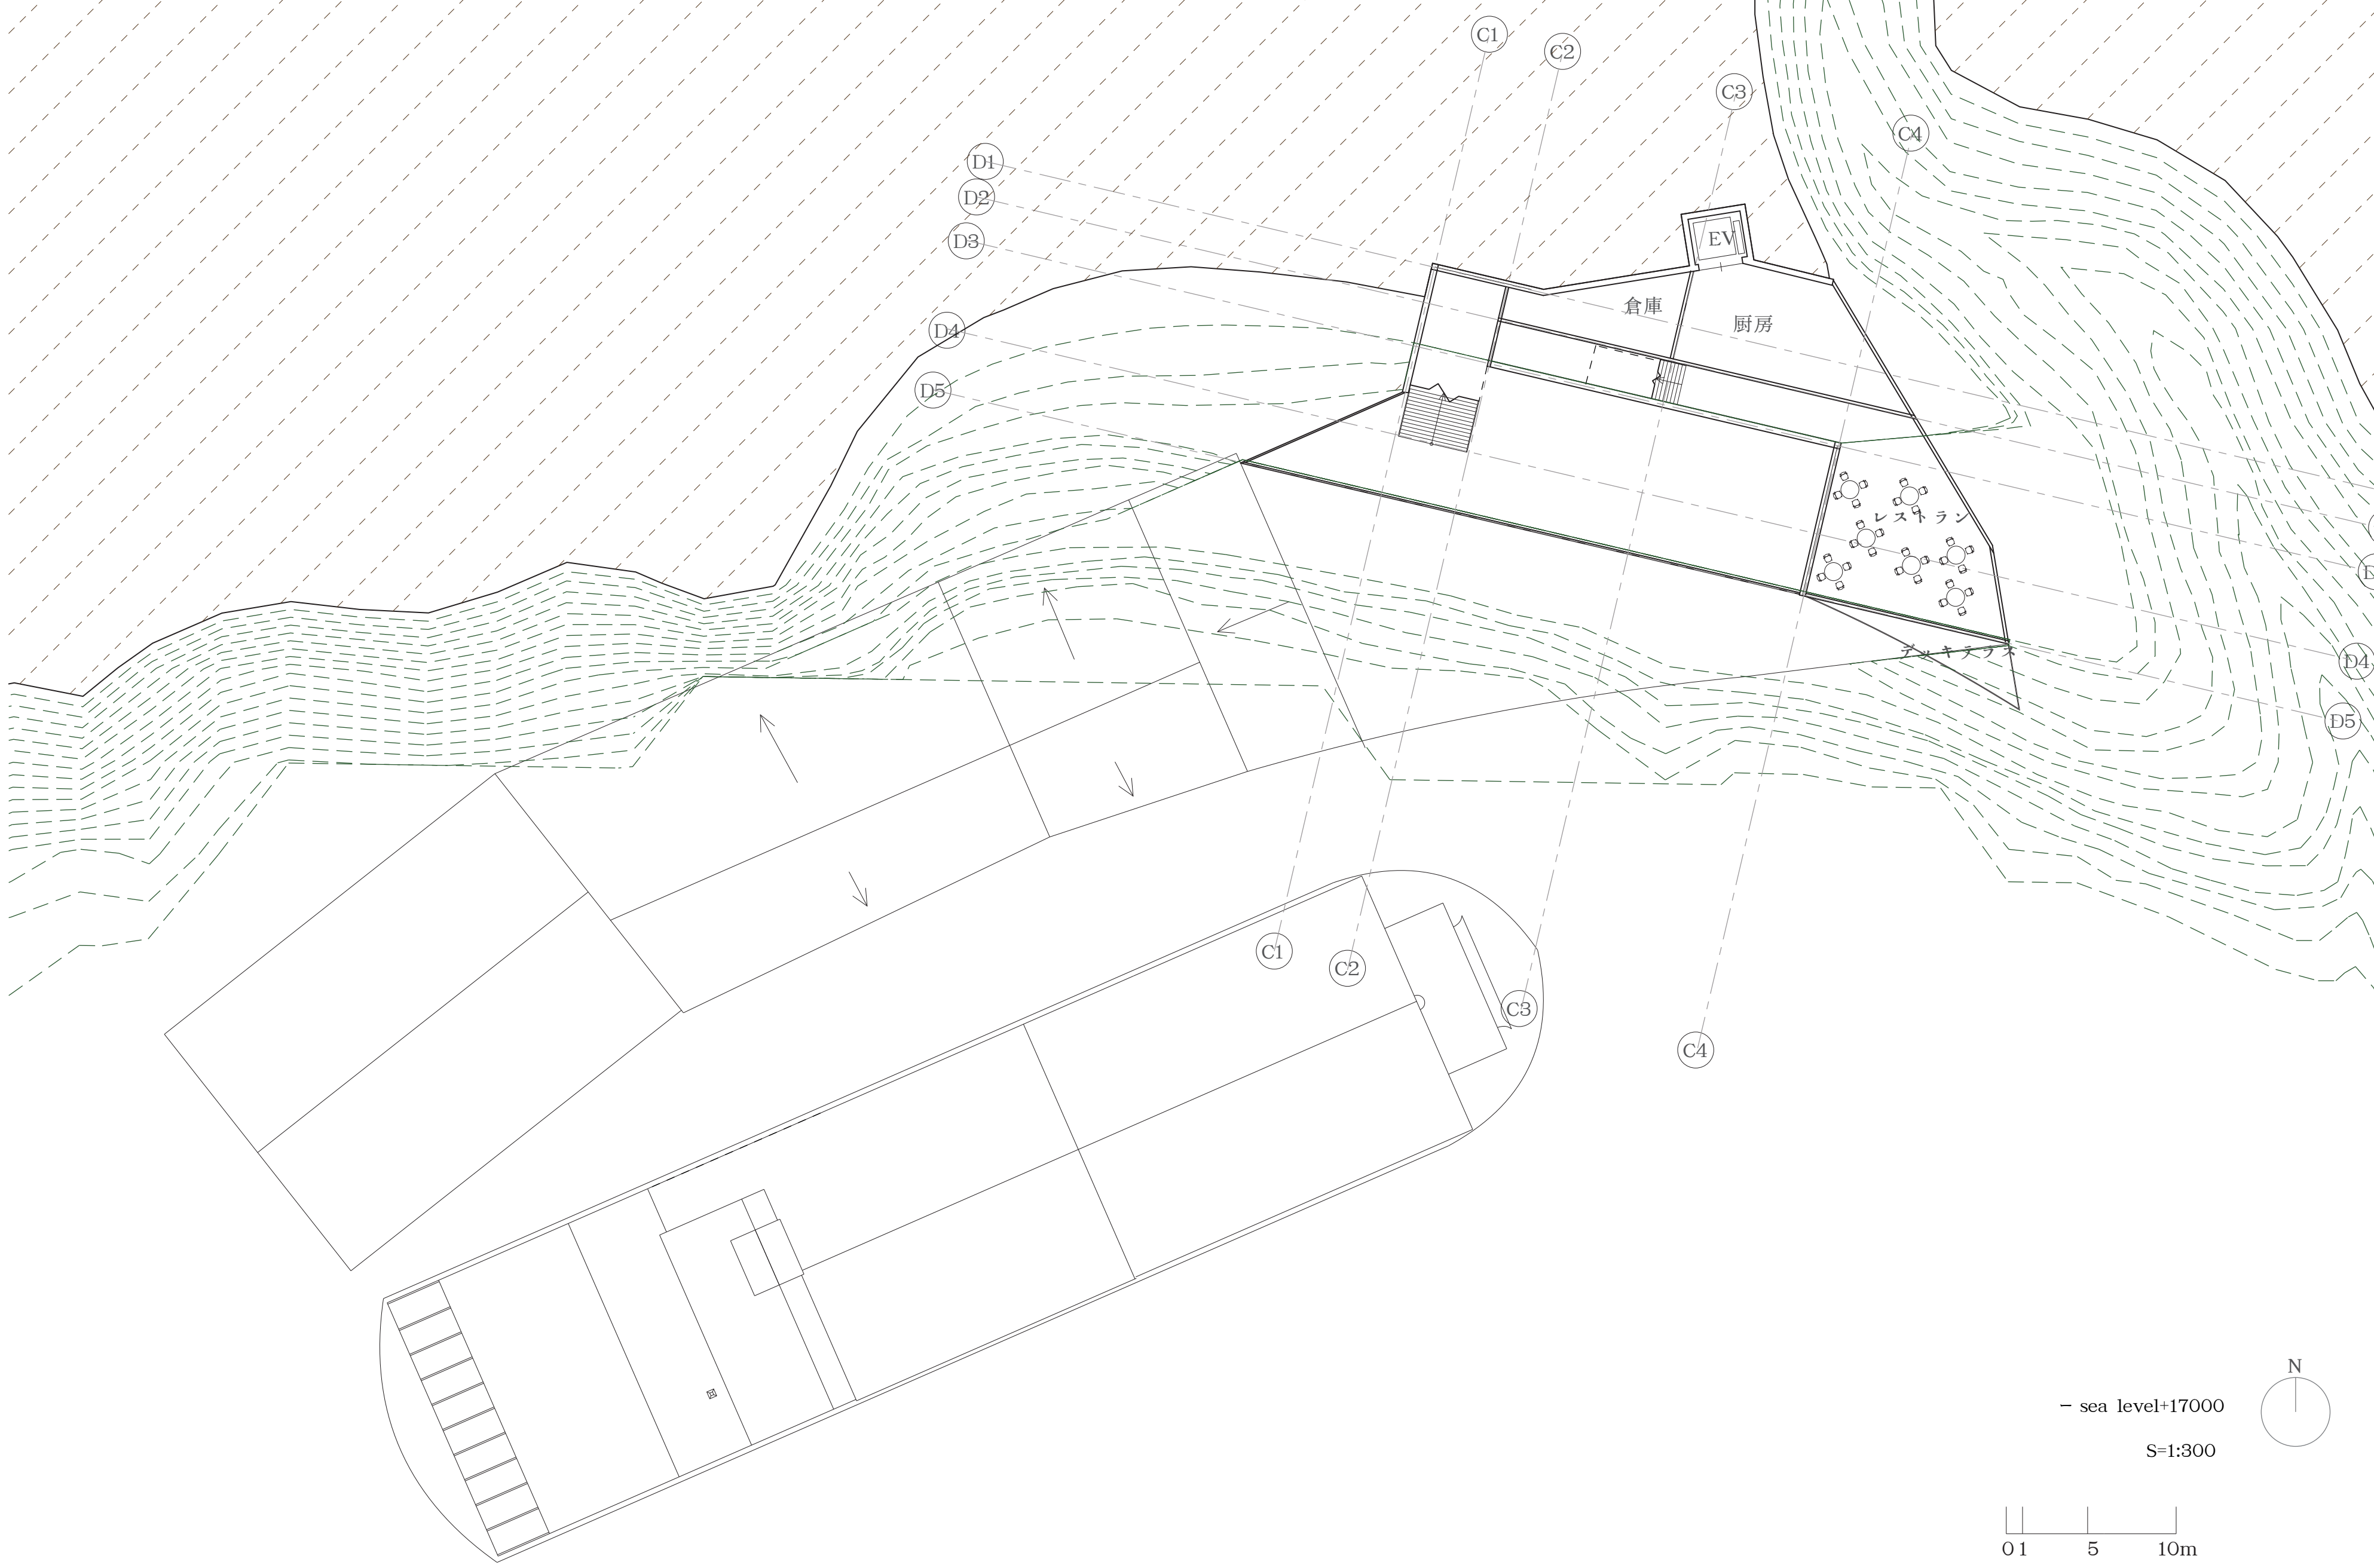 C1
C2
C3
C4
D1
D2
D3
D4
D5
EV
倉庫
厨房
レストラン
デッキテラス
D4
D5
C1
C2
C3
C4
N
− sea level+17000
S=1:300
0 1 5 10m